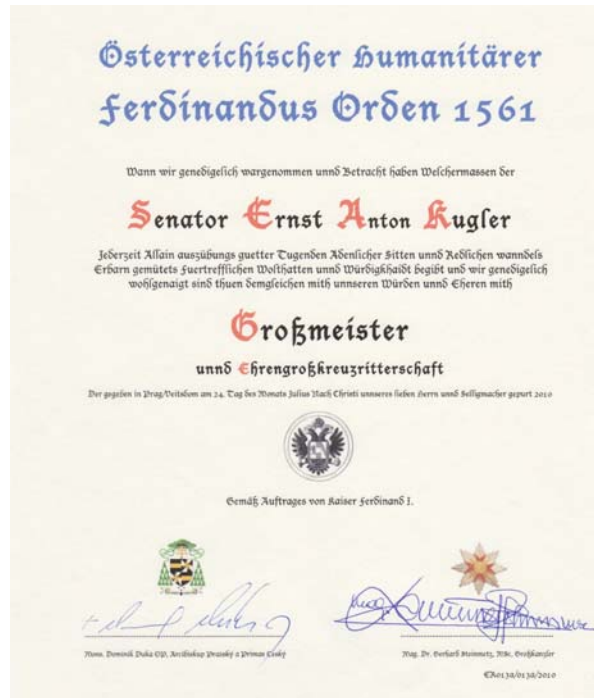 Österreichischer Humanitärer
Ferdinandus Orden 1561
Wann wir genedigelich wargenommen unnd Betracht haben Welchermassen der
Senator Ernst Anton Kugler
Jederzeit Allain auszübungs guetter Tugenden Adenlicher Sitten unnd Redlichen wanndels
Erbarn gemütets Fuertrefflichen Wolthatten unnd Würdigkhaidt begibt und wir genedigelich
wohlgenaigt sind thuen demgleichen mith unnseren Würden unnd Eheren mith
Großmeister
unnd Ehrengroßkreuzritterschaft
Der gegeben in Prag/Veitsdom am 24. Tag des Monats Julius Nach Christi unnseres lieben Herrn unnd Selligmacher gepurt 2010
Gemäß Auftrages von Kaiser Ferdinand I.
Mons. Dominik Duka OP, Arcibiskup Prazsky a Primas Cesky
Mag. Dr. Gerhard Steinmetz, MSc, Großkanzler